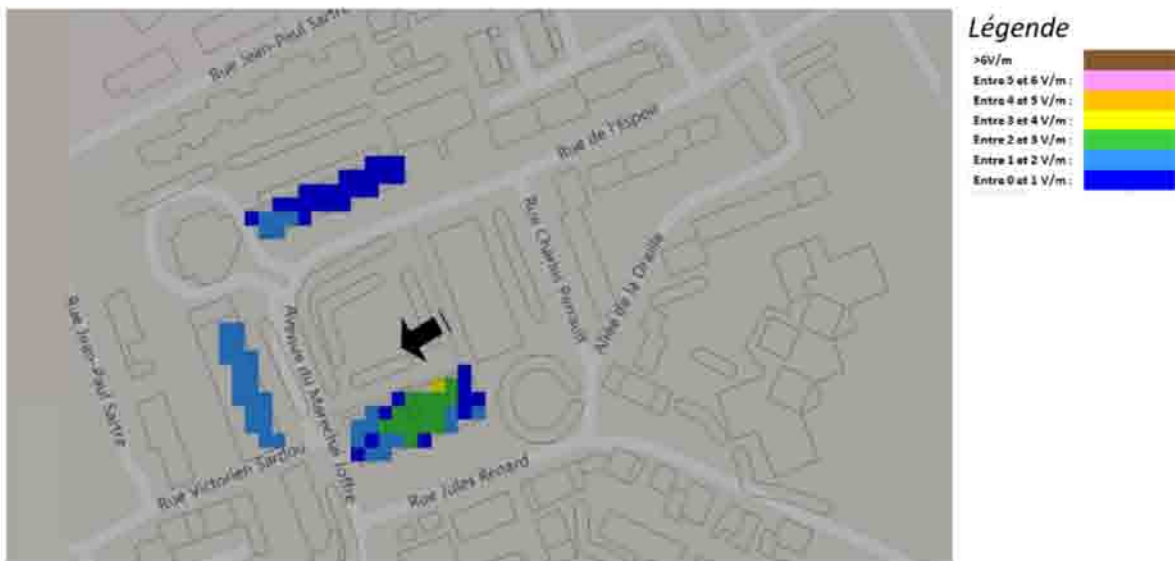 Légende
>6V/m
Entre 5 et 6 V/m :
Entre 4 et 5 V/m :
Entre 3 et 4 V/m :
Entre 2 et 3 V/m :
Entre 1 et 2 V/m :
Entre 0 et 1 V/m :
Rue Jean-Paul Sartre
Rue de l'Espoir
Rue Charles Perrault
Allée de la Draille
Rue Jean-Paul Sartre
Avenue du Maréchal Joffre
Rue Victorien Sardou
Rue Jules Renard